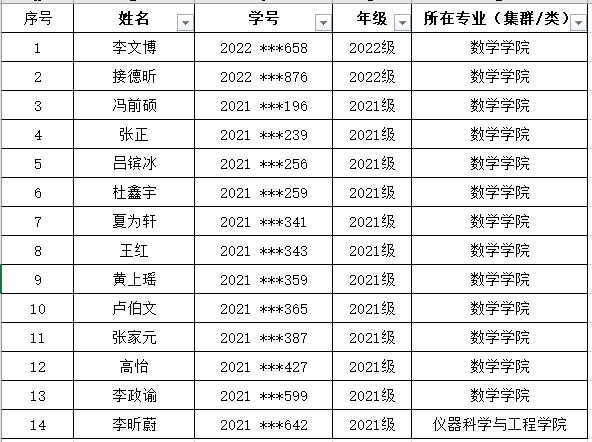 序号 姓名 学号 年级 所在专业（集群/类）
1 李文博 2022 ***658 2022级 数学学院
2 接德昕 2022 ***876 2022级 数学学院
3 冯前硕 2021 ***196 2021级 数学学院
4 张正 2021 ***239 2021级 数学学院
5 吕镔冰 2021 ***256 2021级 数学学院
6 杜鑫宇 2021 ***259 2021级 数学学院
7 夏为轩 2021 ***341 2021级 数学学院
8 王红 2021 ***343 2021级 数学学院
9 黄上瑶 2021 ***359 2021级 数学学院
10 卢伯文 2021 ***365 2021级 数学学院
11 张家元 2021 ***387 2021级 数学学院
12 高怡 2021 ***427 2021级 数学学院
13 李政谕 2021 ***599 2021级 数学学院
14 李昕蔚 2021 ***642 2021级 仪器科学与工程学院